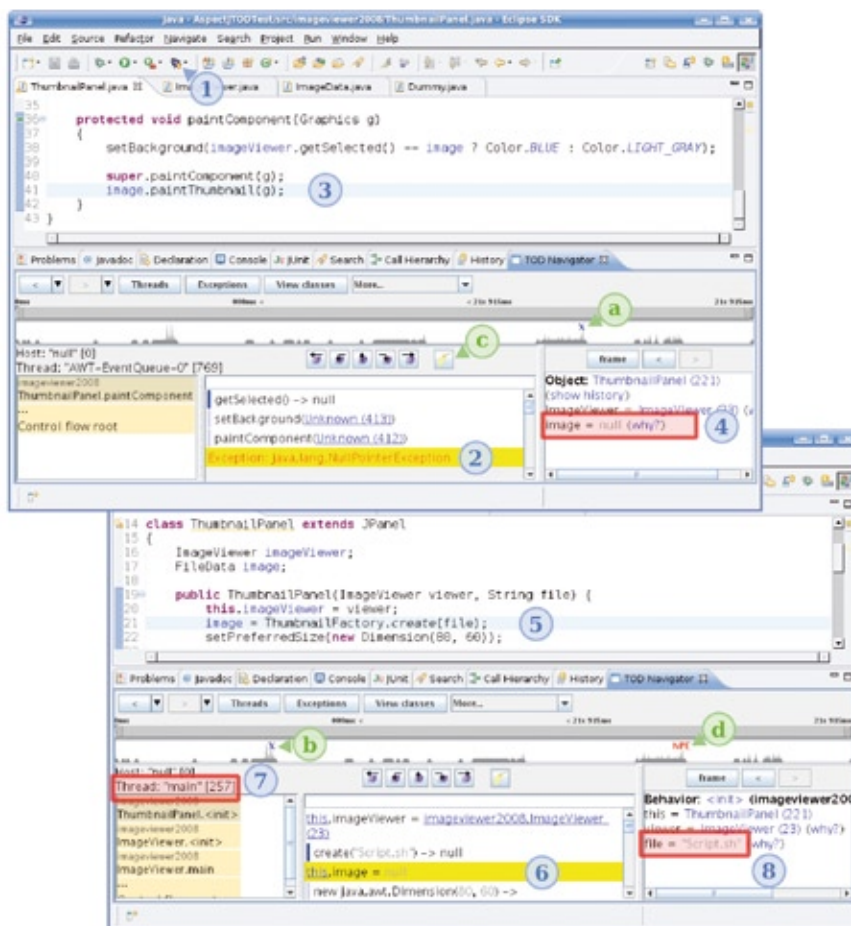 java - AspectJTODTest/src/imageviewer2008/ThumbnailPanel.java - Eclipse SDK
File Edit Source Refactor Navigate Search Project Run Window Help
1
ThumbnailPanel.java ImageData.java Dummy.java
35
36 protected void paintComponent(Graphics g)
37 {
38 setBackground(imageViewer.getSelected() == image ? Color.BLUE : Color.LIGHT_GRAY);
39
40 super.paintComponent(g);
41 image.paintThumbnail(g);
3
42 }
43 }
Problems Javadoc Declaration Console JUnit Search Call Hierarchy History TOD Navigator
< > Threads Exceptions View classes More...
a
c
Host: "null" [0]
Thread: "AWT-EventQueue-0" [769]
imageviewer2008
ThumbnailPanel.paintComponent
...
Control flow root
getSelected() -> null
setBackground(Unknown (413))
paintComponent(Unknown (412))
Exception: java.lang.NullPointerException
2
frame < >
Object: ThumbnailPanel (221)
(show history)
imageViewer = ImageViewer (23) (w
image = null (why?)
4
14 class ThumbnailPanel extends JPanel
15 {
16 ImageViewer imageViewer;
17 FileData image;
18
19 public ThumbnailPanel(ImageViewer viewer, String file) {
20 this.imageViewer = viewer;
21 image = ThumbnailFactory.create(file);
5
22 setPreferredSize(new Dimension(80, 60));
Problems Javadoc Declaration Console JUnit Search Call Hierarchy History TOD Navigator
< > Threads Exceptions View classes More...
b
NPE
d
Host: "null" [0]
Thread: "main" [257]
7
imageviewer2008
ThumbnailPanel.<init>
imageviewer2008
ImageViewer.<init>
imageviewer2008
ImageViewer.main
...
this.imageViewer = imageviewer2008.ImageViewer
(23)
create("Script.sh") -> null
this.image = null
6
new java.awt.Dimension(80, 60) ->
frame < >
Behavior: <init> (imageviewer200
this = ThumbnailPanel (221)
viewer = ImageViewer (23) (why?)
file = "Script.sh" (why?)
8